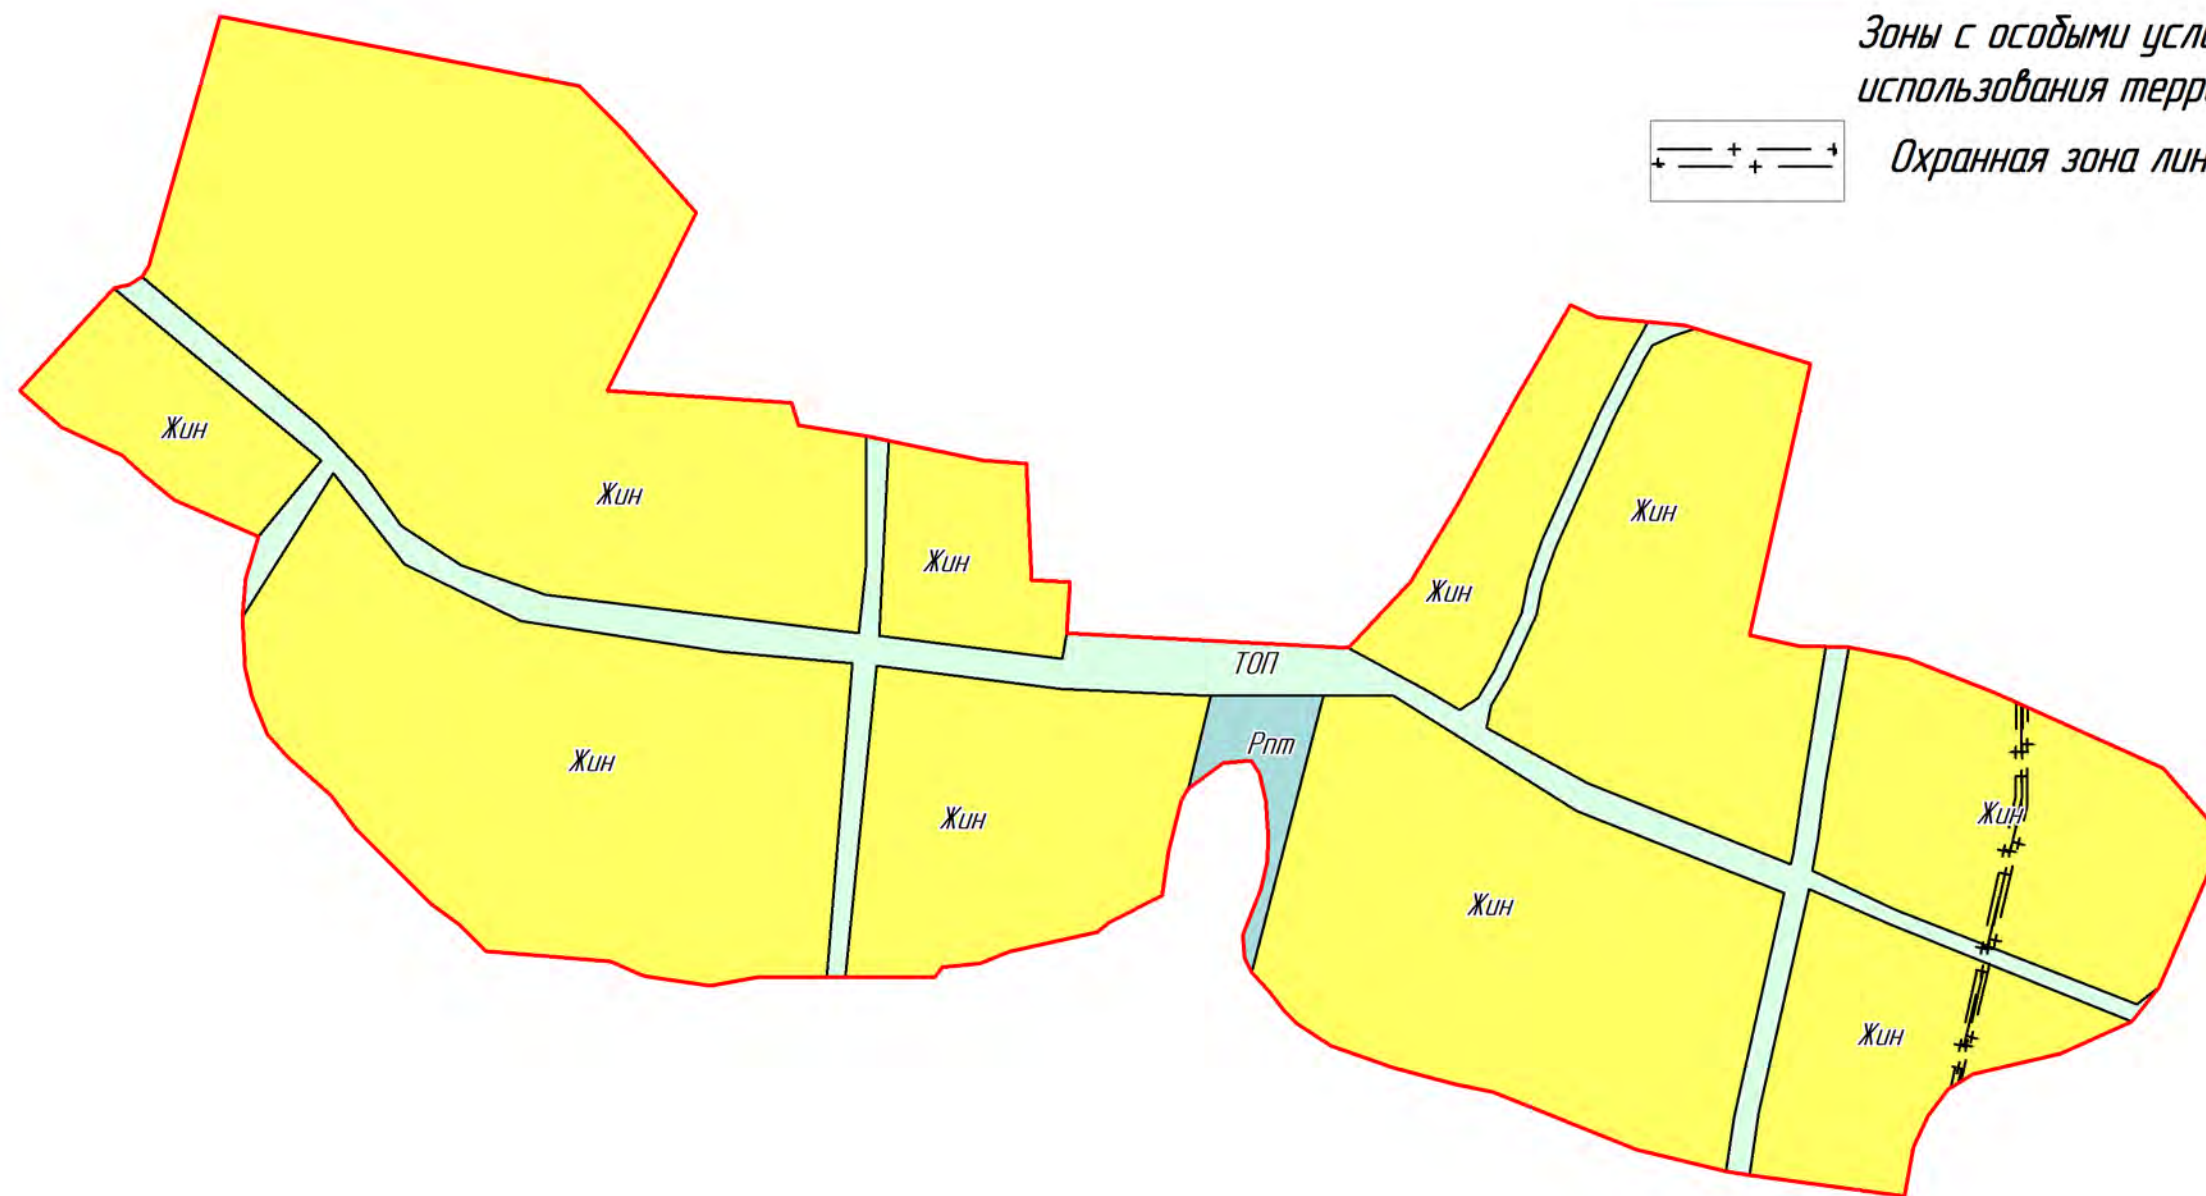 Зоны с особыми усл
использования терр
Охранная зона лин
Жин
Жин
Жин
Жин
Жин
ТОП
Рпт
Жин
Жин
Жин
Жин
Жин